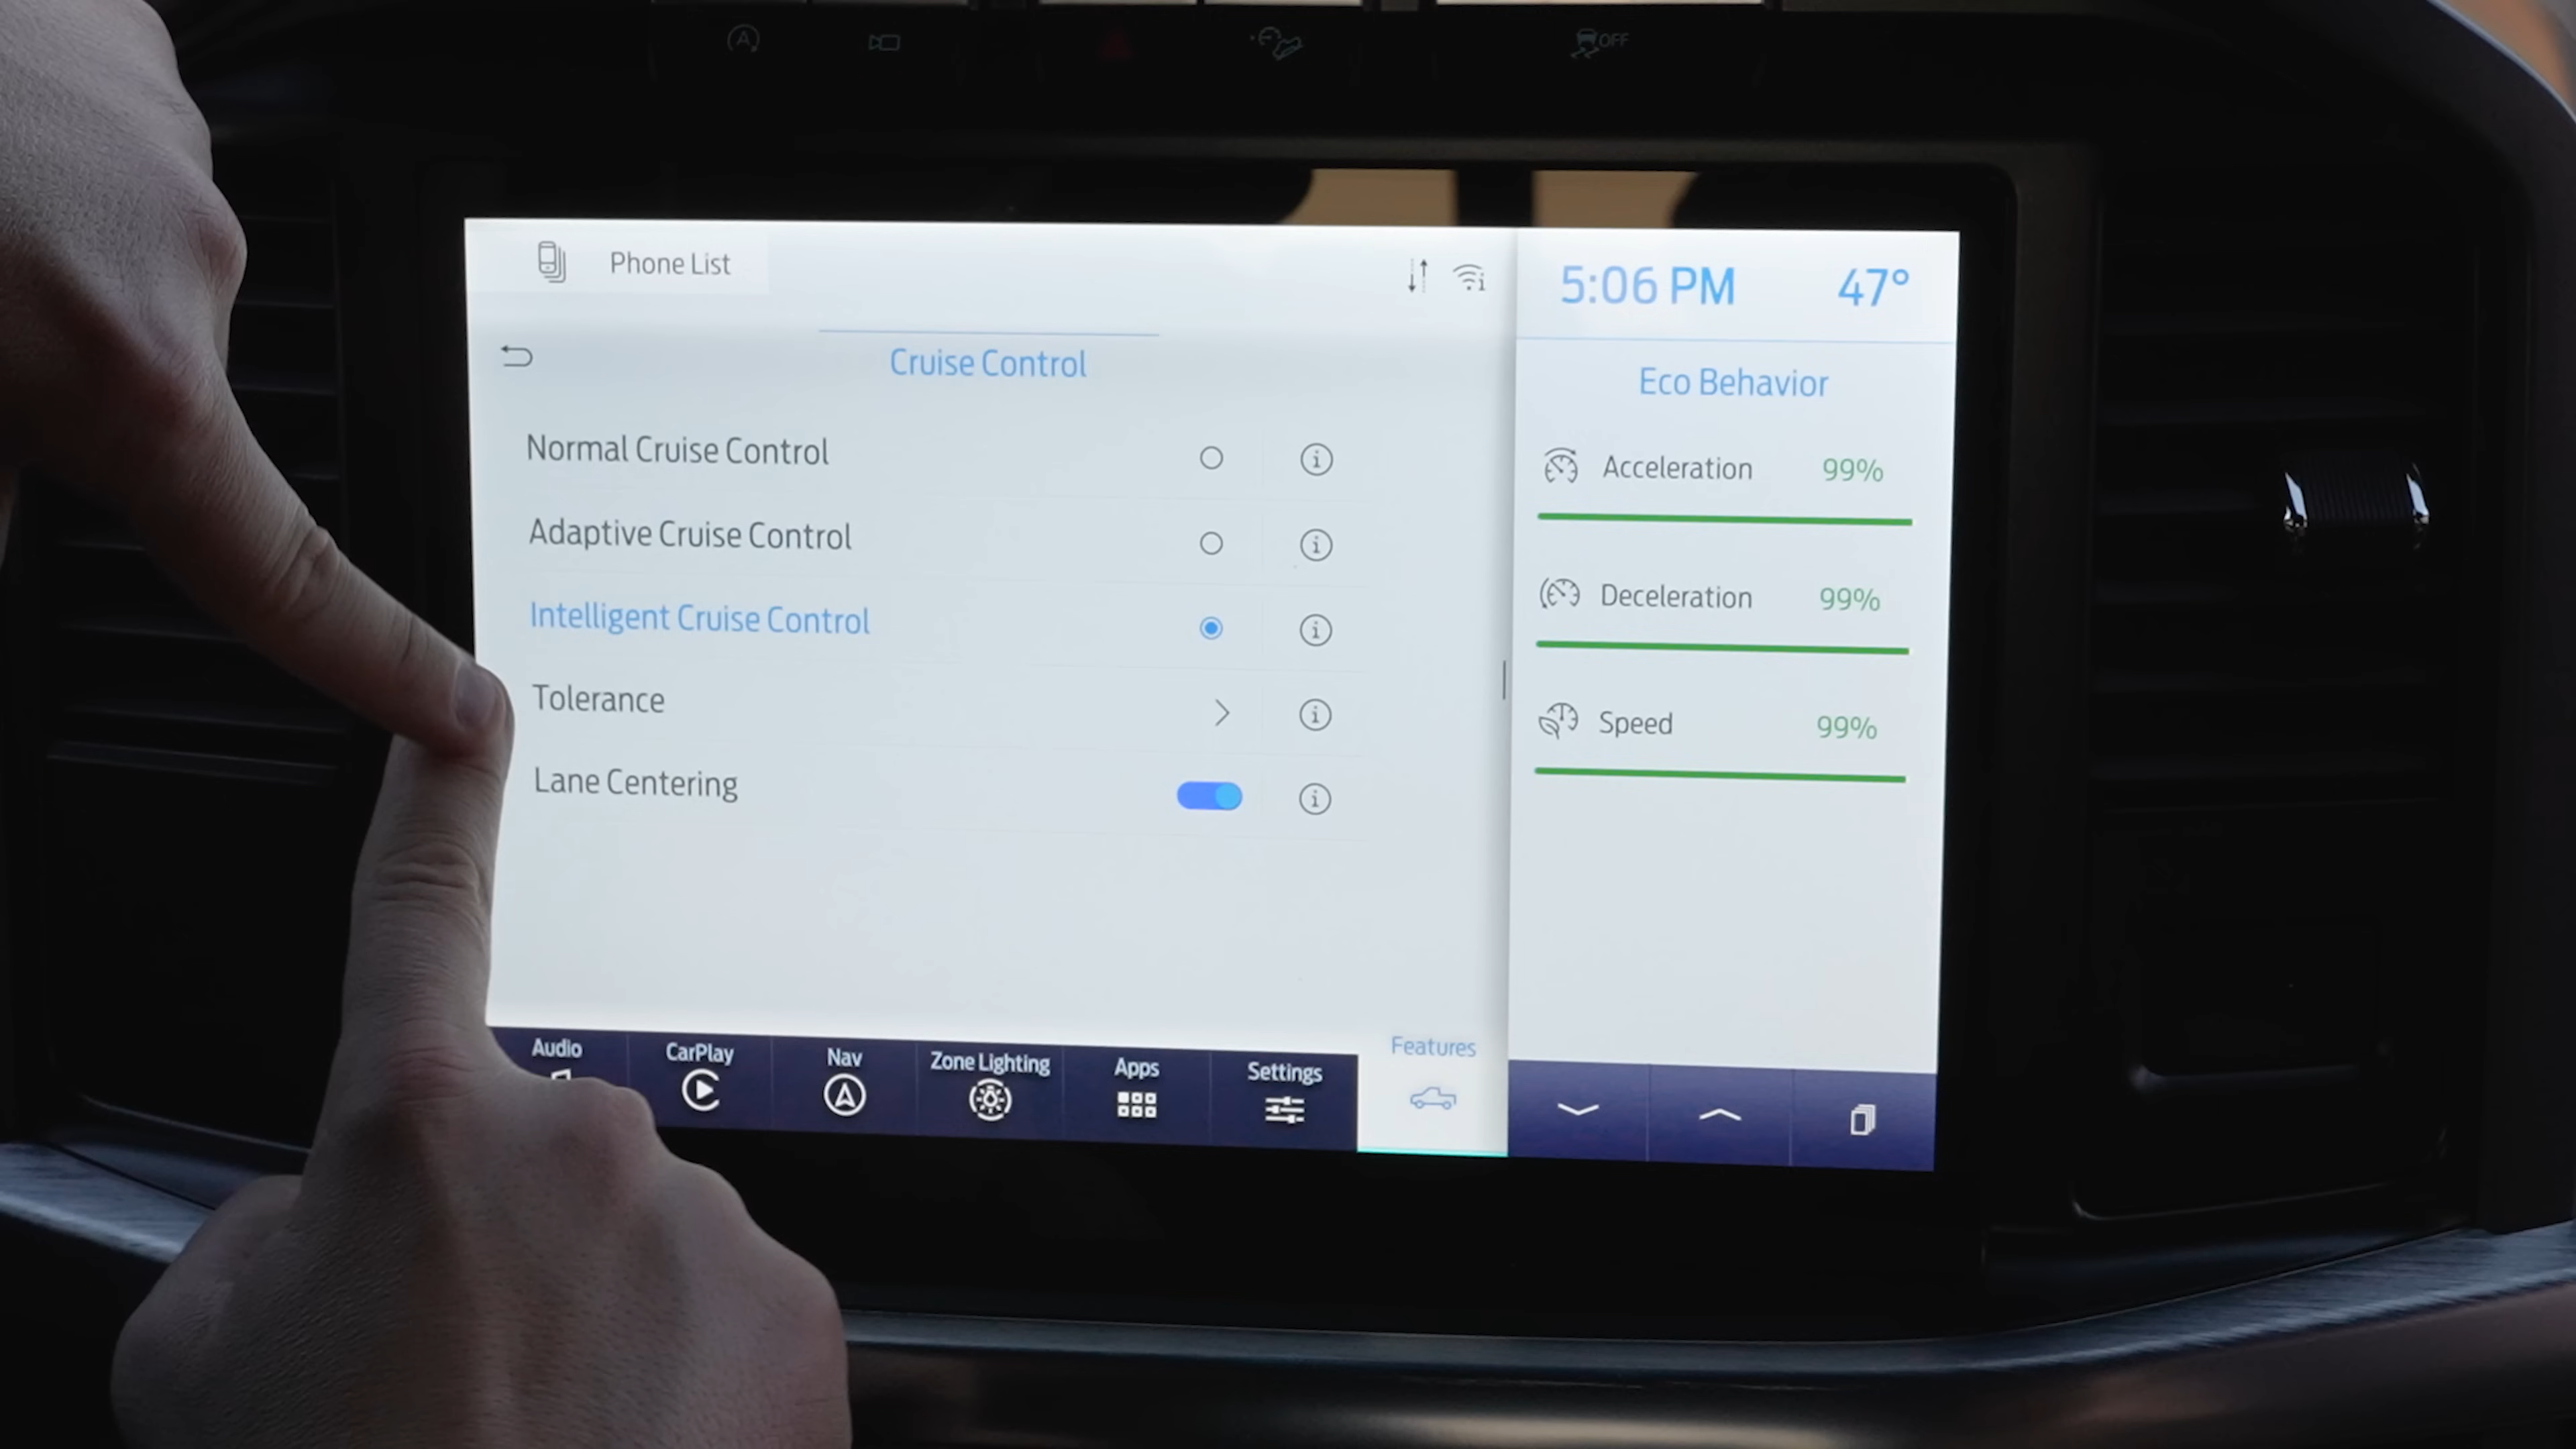 OFF
Phone List
5:06 PM 47°
Cruise Control
Normal Cruise Control
Adaptive Cruise Control
Intelligent Cruise Control
Tolerance
Lane Centering
Eco Behavior
Acceleration 99%
Deceleration 99%
Speed 99%
Audio
CarPlay
Nav
Zone Lighting
Apps
Settings
Features